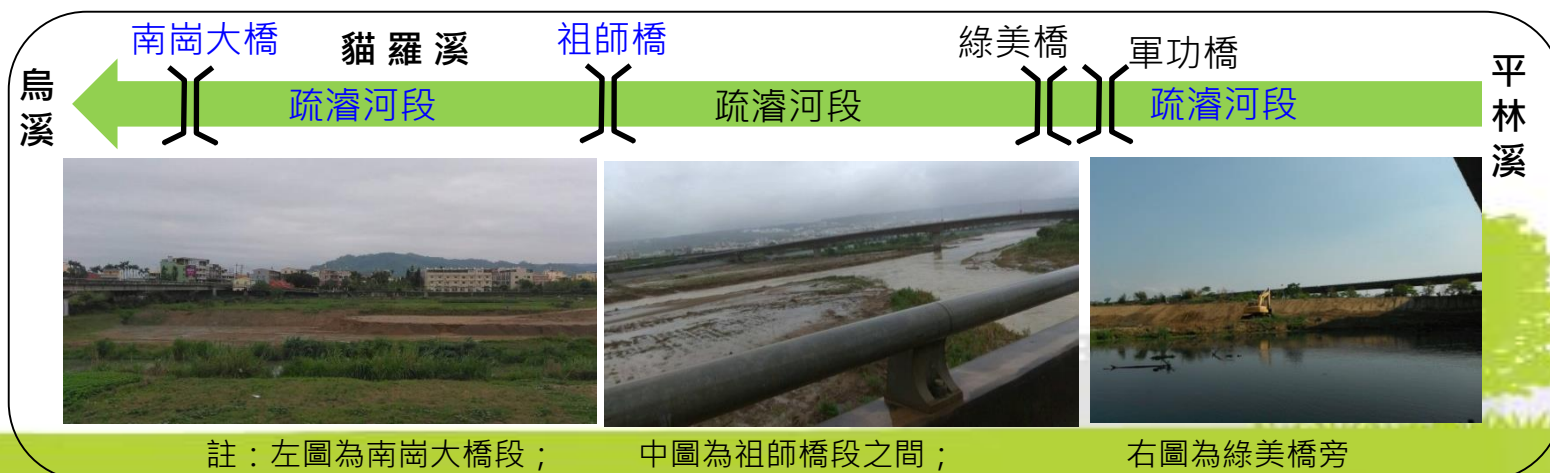 南崗大橋
貓羅溪
祖師橋
綠美橋
軍功橋
烏溪
疏濬河段
疏濬河段
疏濬河段
平林溪
註：左圖為南崗大橋段；
中圖為祖師橋段之間；
右圖為綠美橋旁